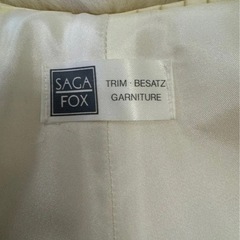 SAGA
FOX
TRIM · BESATZ
GARNITURE